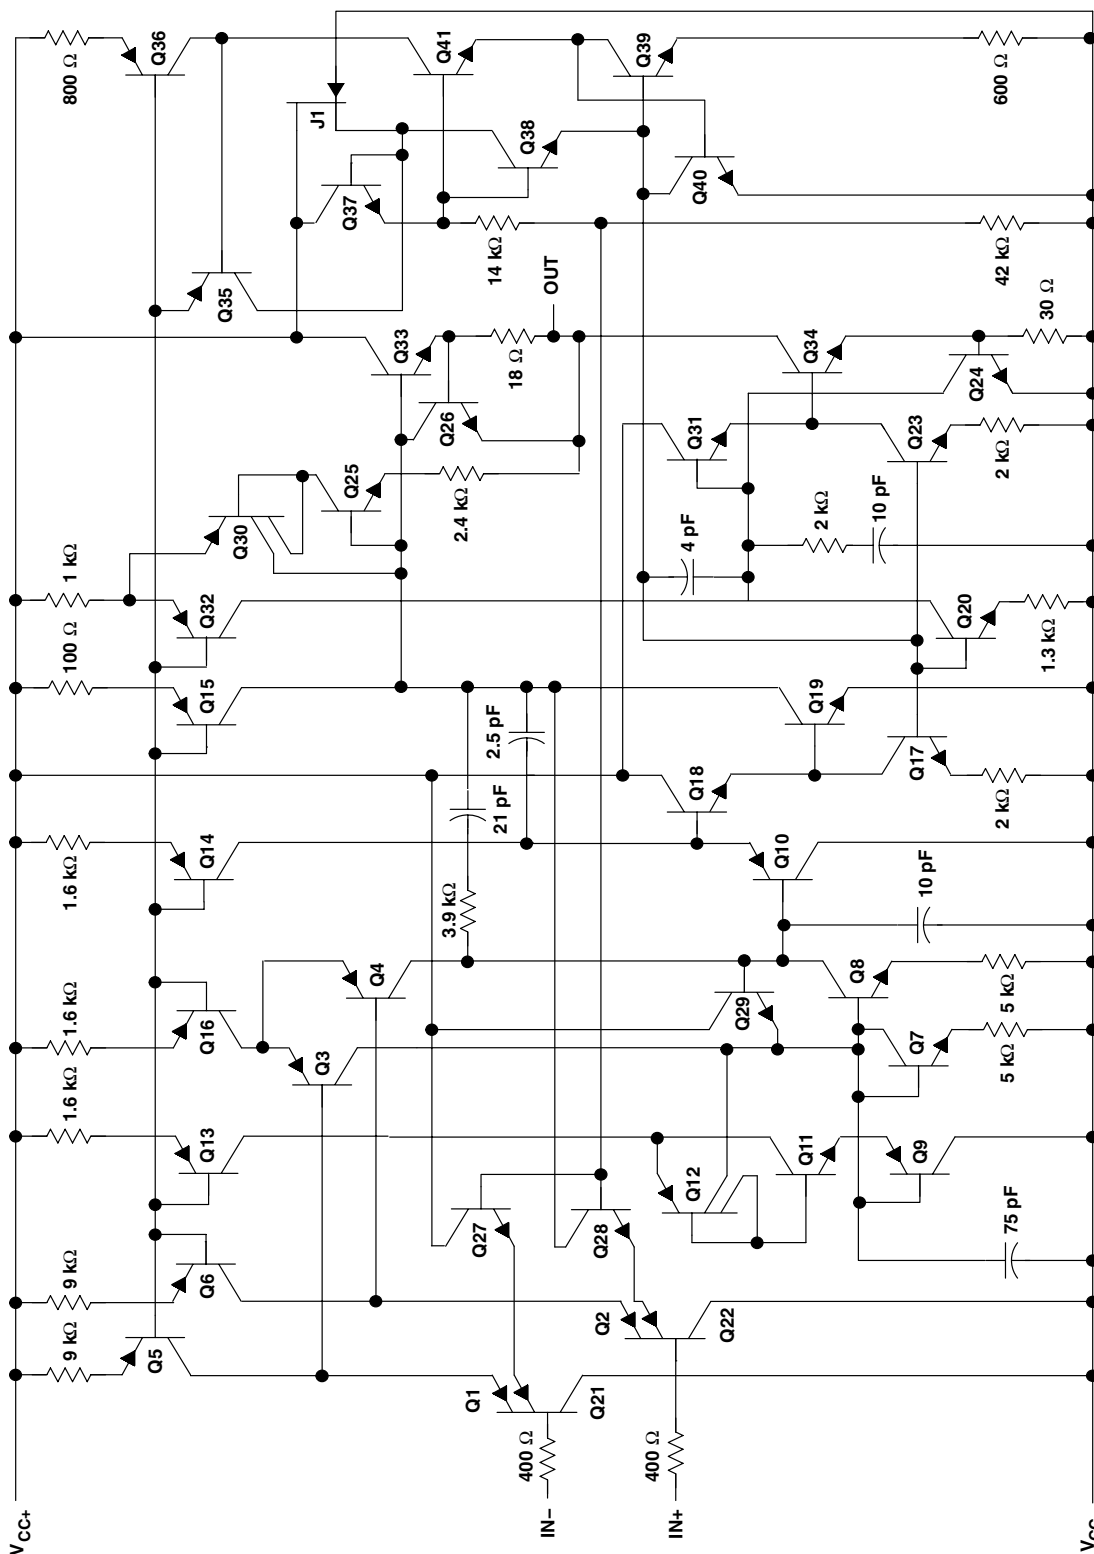 VCC+
9 kΩ
9 kΩ
1.6 kΩ
1.6 kΩ
1.6 kΩ
100 Ω
1 kΩ
800 Ω
Q5
Q6
Q13
Q16
Q14
Q15
Q32
Q30
Q35
Q36
Q3
Q4
Q25
Q37
J1
3.9 kΩ
21 pF
2.5 pF
2.4 kΩ
Q26
Q33
18 Ω
OUT
14 kΩ
Q41
Q38
IN−
400 Ω
Q1
Q21
Q27
IN+
400 Ω
Q2
Q22
Q28
Q12
Q11
Q29
Q10
Q18
Q19
4 pF
Q31
Q34
Q40
Q39
75 pF
Q9
Q7
Q8
10 pF
Q17
Q20
2 kΩ
10 pF
Q23
Q24
5 kΩ
5 kΩ
2 kΩ
1.3 kΩ
2 kΩ
30 Ω
42 kΩ
600 Ω
VCC